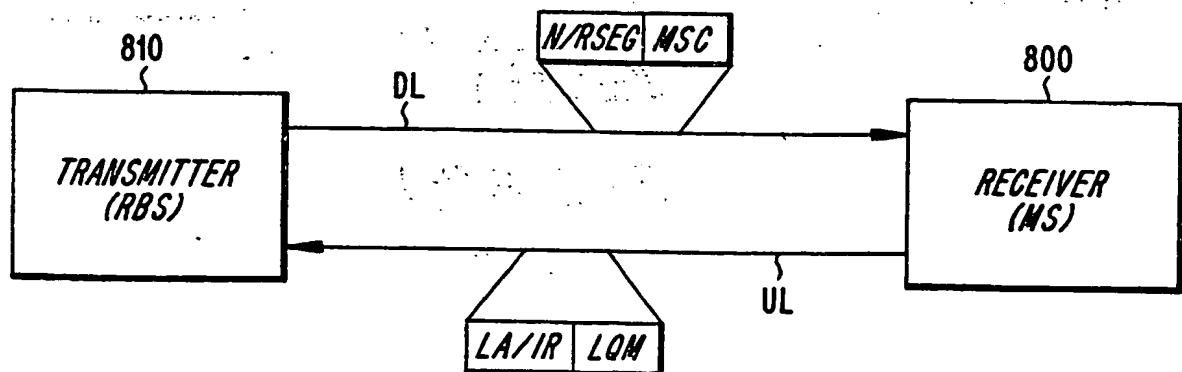 N/RSEG MSC
810
800
DL
TRANSMITTER
(RBS)
RECEIVER
(MS)
UL
LA/IR LQM